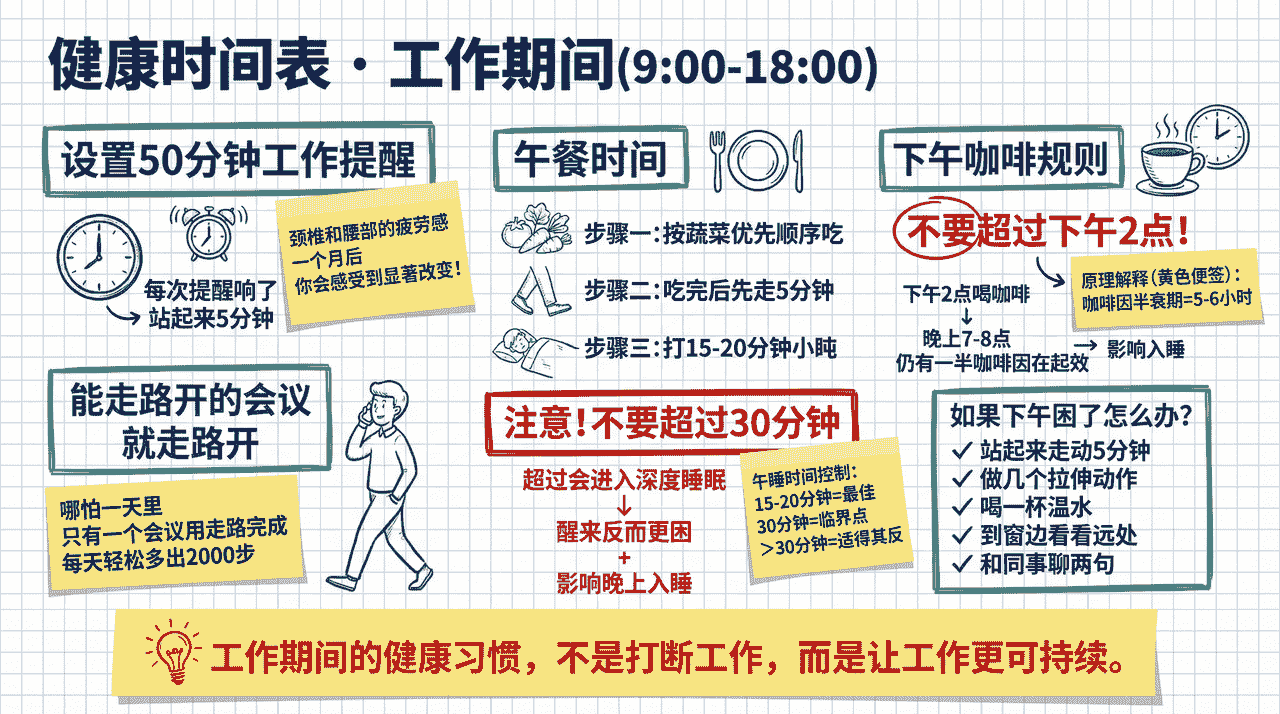 健康时间表·工作期间(9:00-18:00)
设置50分钟工作提醒
每次提醒响了
站起来5分钟
颈椎和腰部的疲劳感
一个月后
你会感受到显著改变!
能走路开的会议
就走路开
哪怕一天里
只有一个会议用走路完成
每天轻松多出2000步
午餐时间
步骤一:按蔬菜优先顺序吃
步骤二:吃完后先走5分钟
步骤三:打15-20分钟小盹
注意!不要超过30分钟
超过会进入深度睡眠
↓
醒来反而更困
+
影响晚上入睡
午睡时间控制:
15-20分钟=最佳
30分钟=临界点
>30分钟=适得其反
下午咖啡规则
不要超过下午2点!
原理解释(黄色便签):
咖啡因半衰期=5-6小时
下午2点喝咖啡
↓
晚上7-8点
仍有一半咖啡因在起效
→ 影响入睡
如果下午困了怎么办?
✓ 站起来走动5分钟
✓ 做几个拉伸动作
✓ 喝一杯温水
✓ 到窗边看看远处
✓ 和同事聊两句
工作期间的健康习惯,不是打断工作,而是让工作更可持续。